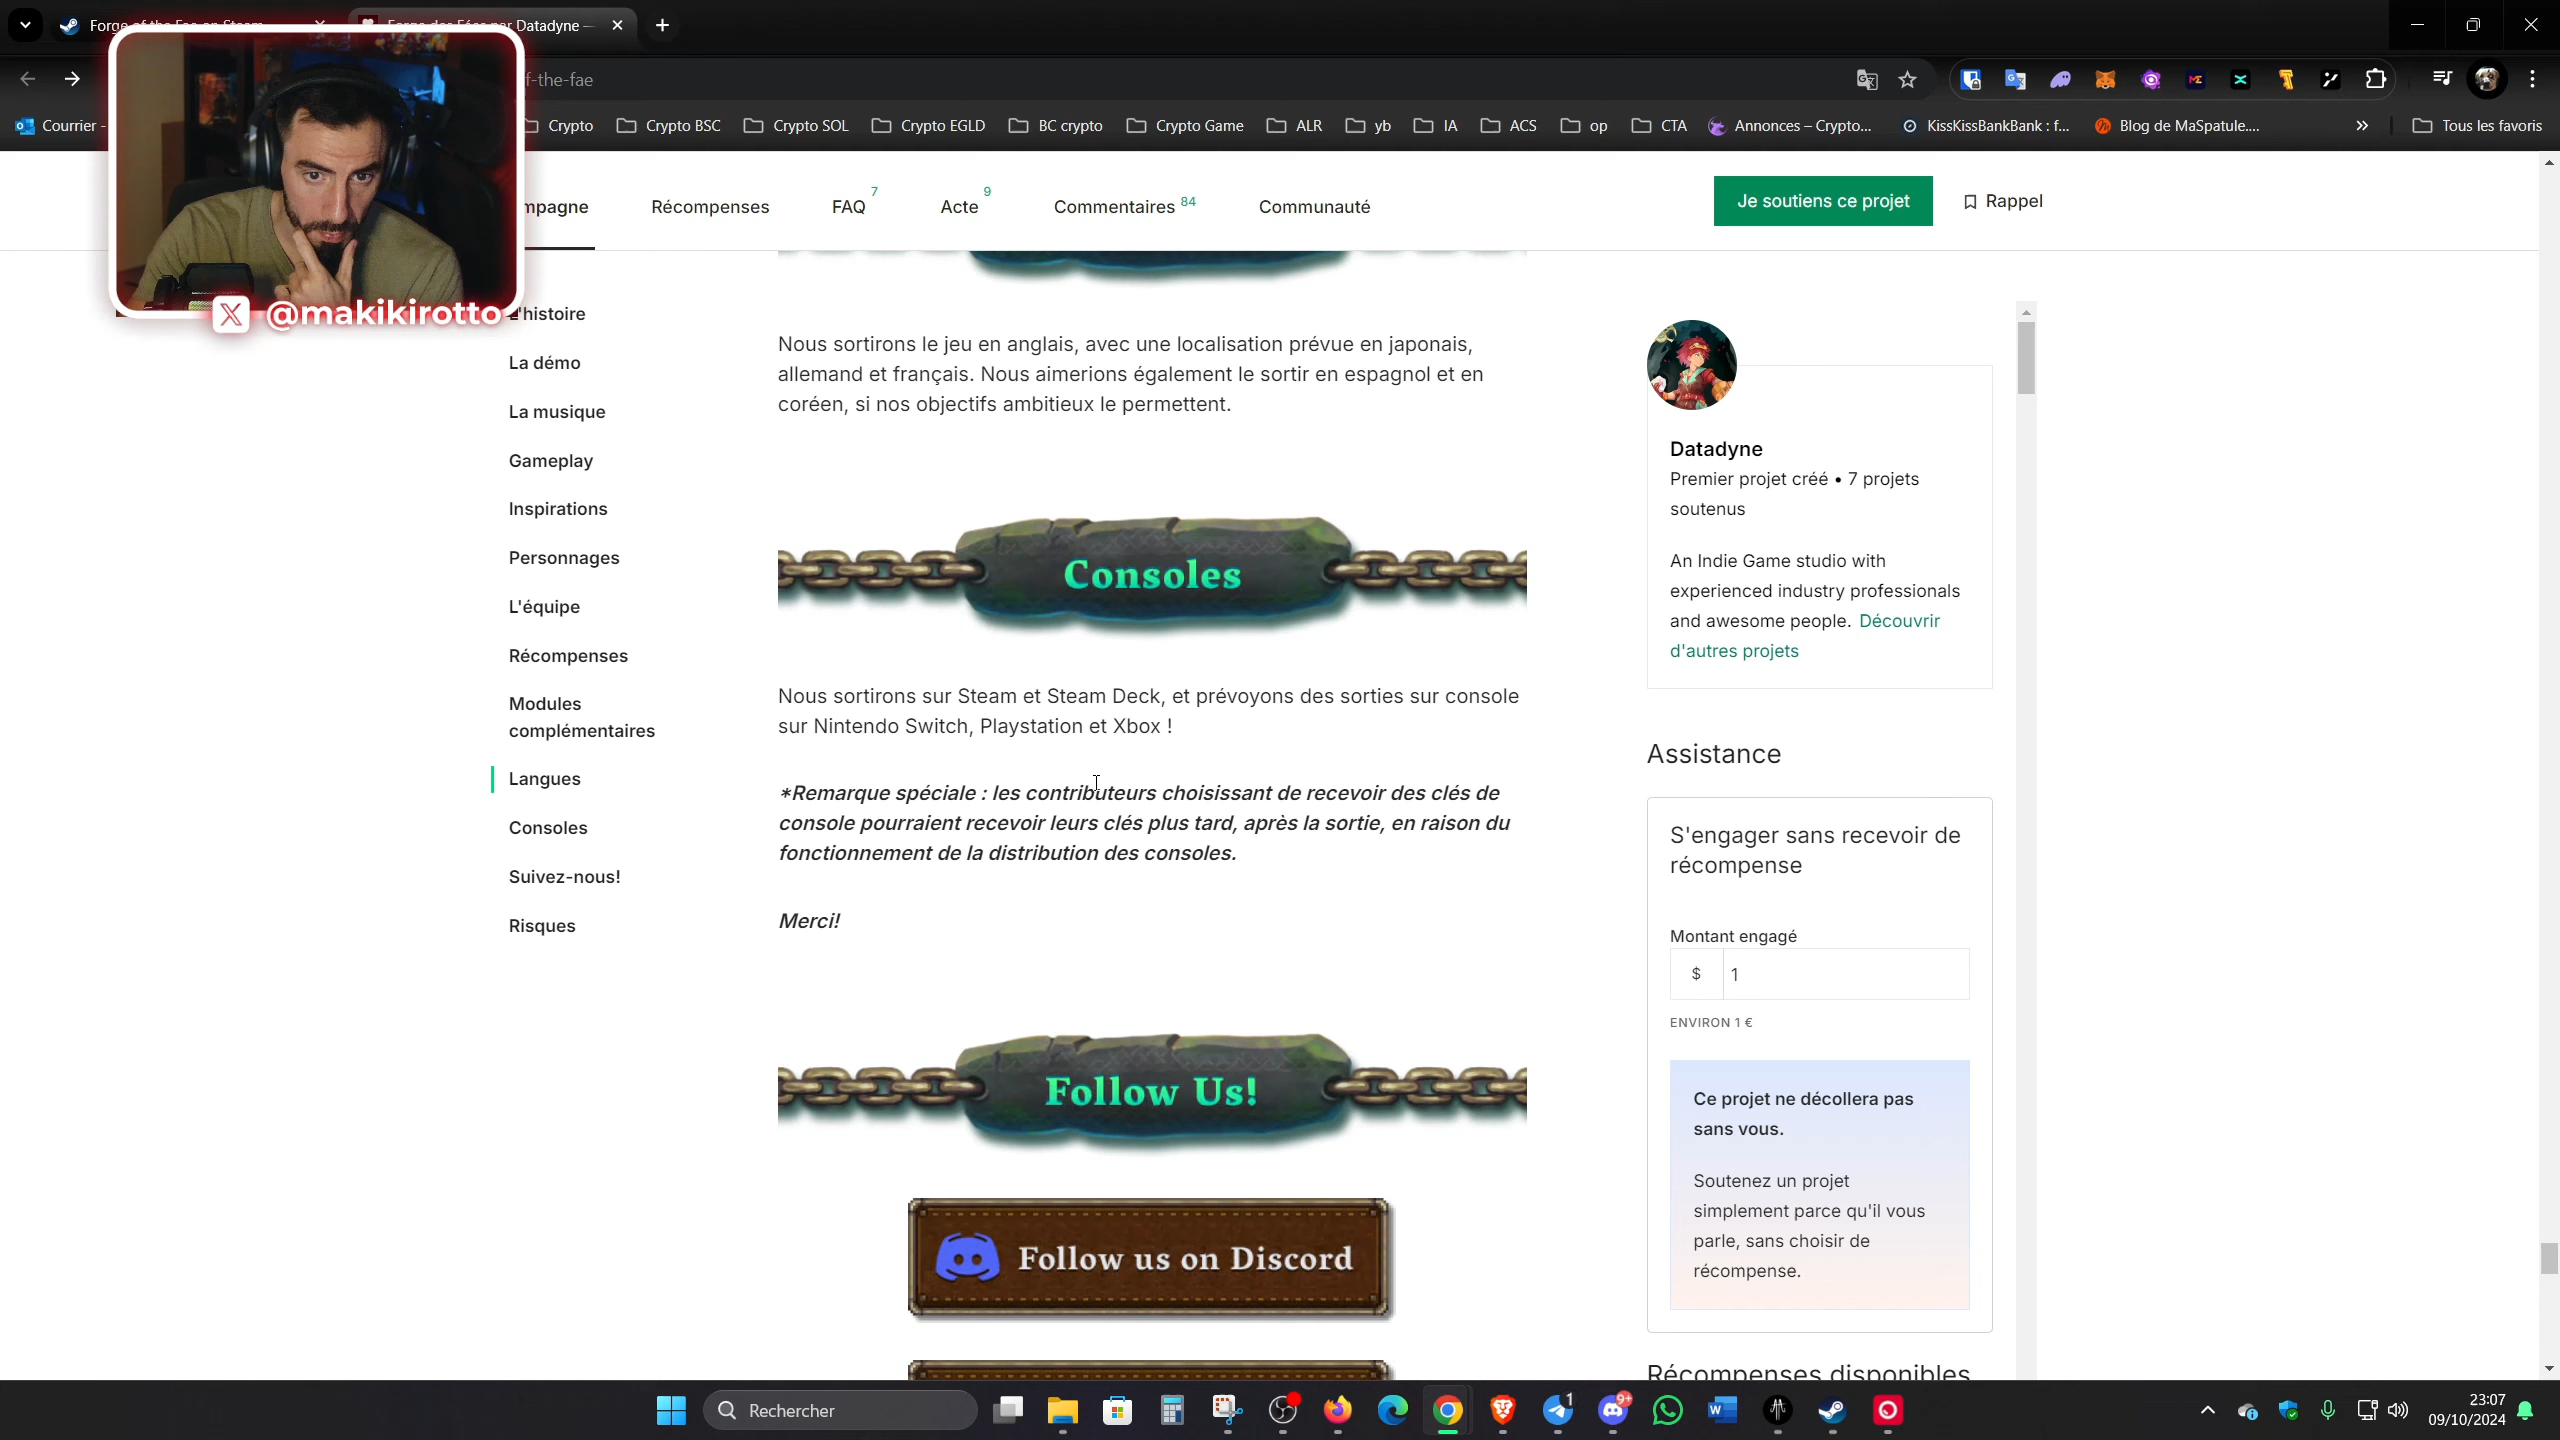 Forge of the Fae on Steam
Forge des Fées par Datadyne —
f-the-fae
Courrier -
Crypto
Crypto BSC
Crypto SOL
Crypto EGLD
BC crypto
Crypto Game
ALR
yb
IA
ACS
op
CTA
Annonces – Crypto...
KissKissBankBank : f...
Blog de MaSpatule....
»
Tous les favoris
mpagne
Récompenses
FAQ 7
Acte 9
Commentaires 84
Communauté
Je soutiens ce projet
Rappel
@makikirotto
L'histoire
La démo
La musique
Gameplay
Inspirations
Personnages
L'équipe
Récompenses
Modules
complémentaires
Langues
Consoles
Suivez-nous!
Risques
Nous sortirons le jeu en anglais, avec une localisation prévue en japonais,
allemand et français. Nous aimerions également le sortir en espagnol et en
coréen, si nos objectifs ambitieux le permettent.
Consoles
Nous sortirons sur Steam et Steam Deck, et prévoyons des sorties sur console
sur Nintendo Switch, Playstation et Xbox !
*Remarque spéciale : les contributeurs choisissant de recevoir des clés de
console pourraient recevoir leurs clés plus tard, après la sortie, en raison du
fonctionnement de la distribution des consoles.
Merci!
Follow Us!
Follow us on Discord
Datadyne
Premier projet créé • 7 projets
soutenus
An Indie Game studio with
experienced industry professionals
and awesome people. Découvrir
d'autres projets
Assistance
S'engager sans recevoir de
récompense
Montant engagé
$ 1
ENVIRON 1 €
Ce projet ne décollera pas
sans vous.
Soutenez un projet
simplement parce qu'il vous
parle, sans choisir de
récompense.
Récompenses disponibles
Rechercher
1
9+
23:07
09/10/2024